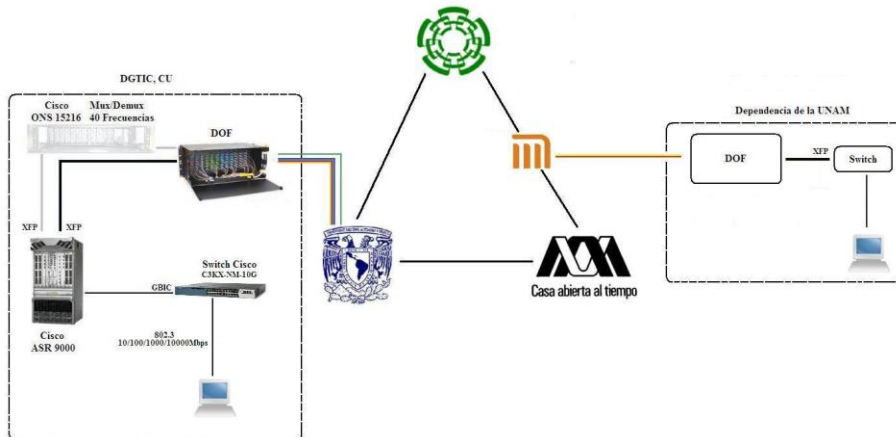 DGTIC, CU
Cisco
ONS 15216
Mux/Demux
40 Frecuencias
DOF
XFP
XFP
Switch Cisco
C3KX-NM-10G
GBIC
Cisco
ASR 9000
802.3
10/100/1000/10000Mbps
Casa abierta al tiempo
Dependencia de la UNAM
DOF
XFP
Switch